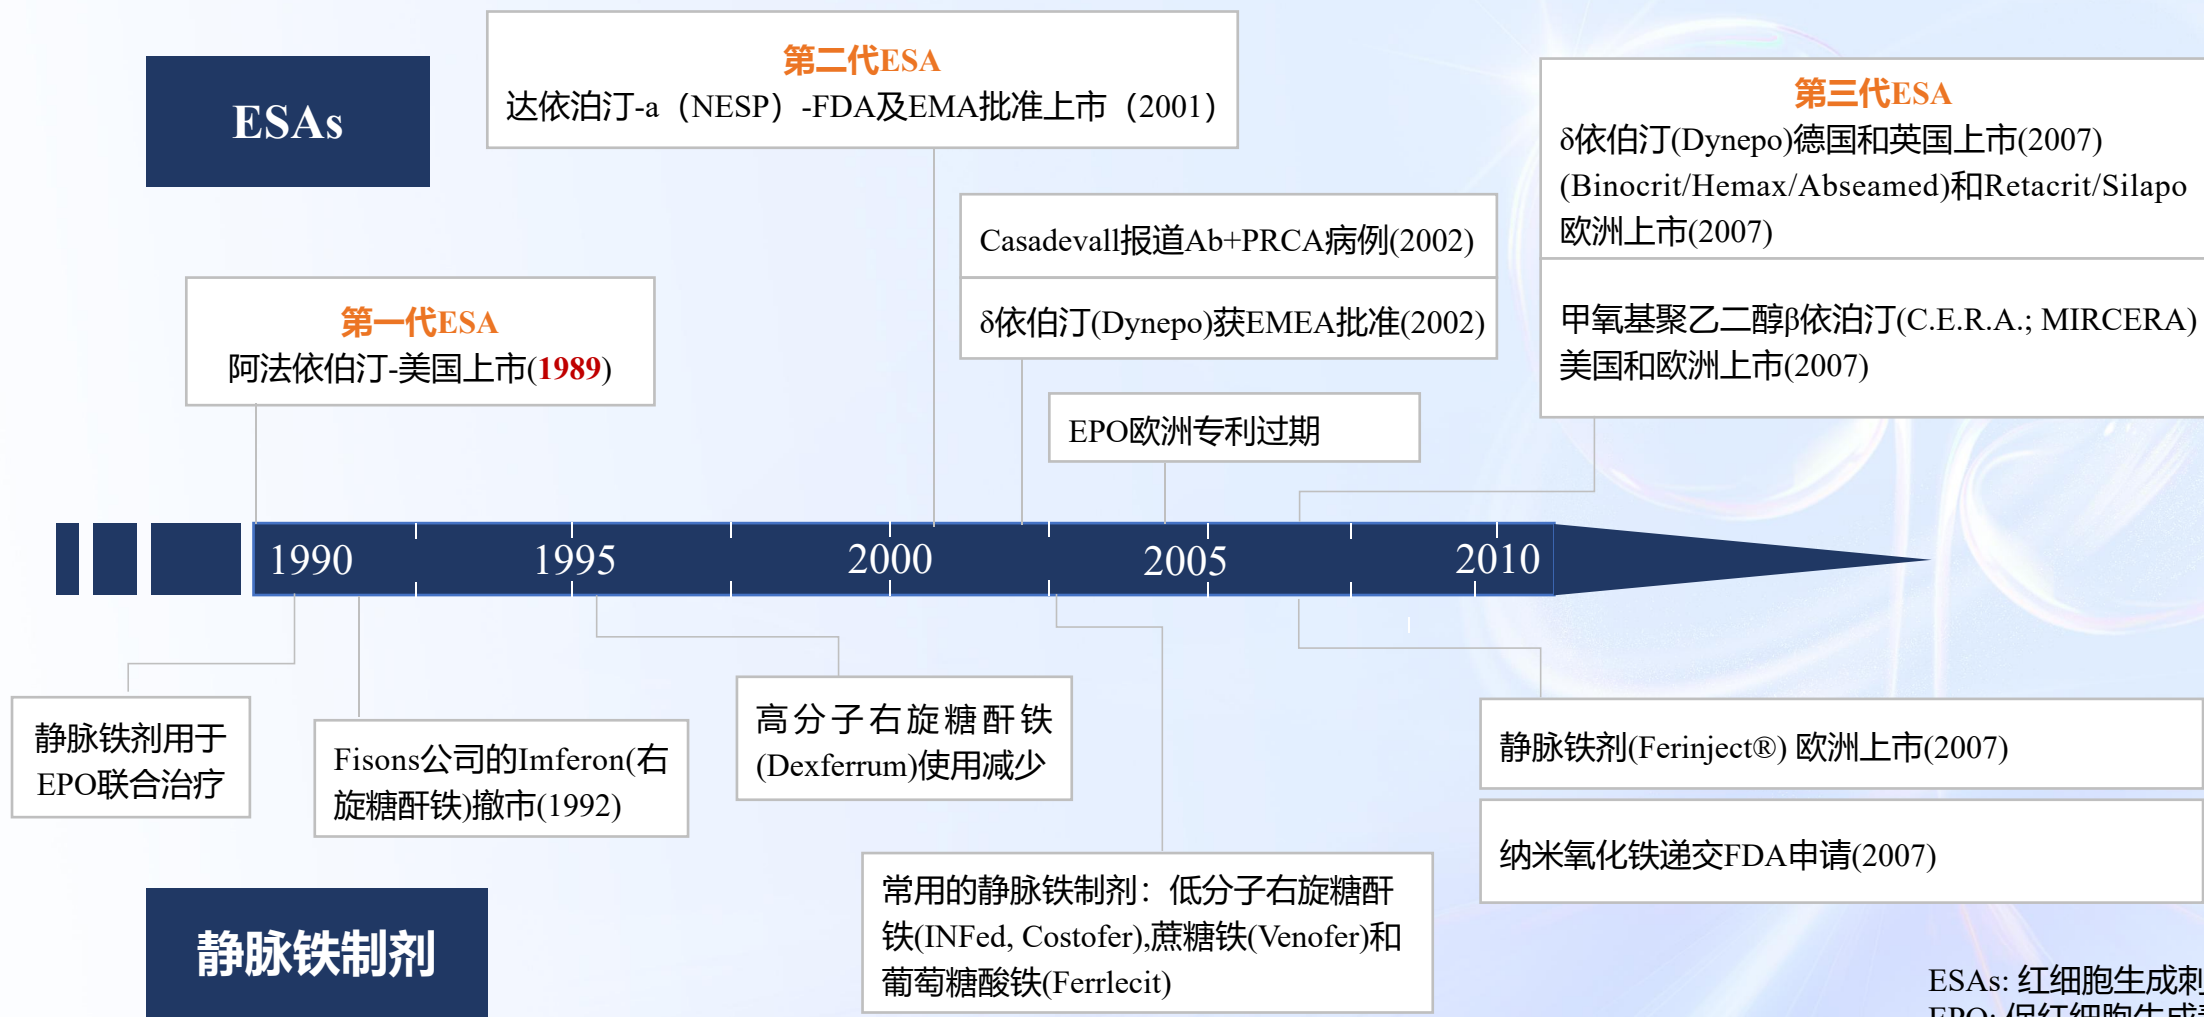 ESAs
第二代ESA
达依泊汀-a（NESP）-FDA及EMA批准上市（2001）
第三代ESA
δ依伯汀(Dynepo)德国和英国上市(2007)
(Binocrit/Hemax/Abseamed)和Retacrit/Silapo
欧洲上市(2007)
Casadevall报道Ab+PRCA病例(2002)
δ依伯汀(Dynepo)获EMEA批准(2002)
第一代ESA
阿法依伯汀-美国上市(1989)
甲氧基聚乙二醇β依泊汀(C.E.R.A.; MIRCERA)
美国和欧洲上市(2007)
EPO欧洲专利过期
1990
1995
2000
2005
2010
静脉铁剂用于
EPO联合治疗
Fisons公司的Imferon(右
旋糖酐铁)撤市(1992)
高分子右旋糖酐铁
(Dexferrum)使用减少
常用的静脉铁制剂：低分子右旋糖酐
铁(INFed, Costofer),蔗糖铁(Venofer)和
葡萄糖酸铁(Ferrlecit)
静脉铁剂(Ferinject®) 欧洲上市(2007)
纳米氧化铁递交FDA申请(2007)
静脉铁制剂
ESAs: 红细胞生成刺
EPO: 促红细胞生成